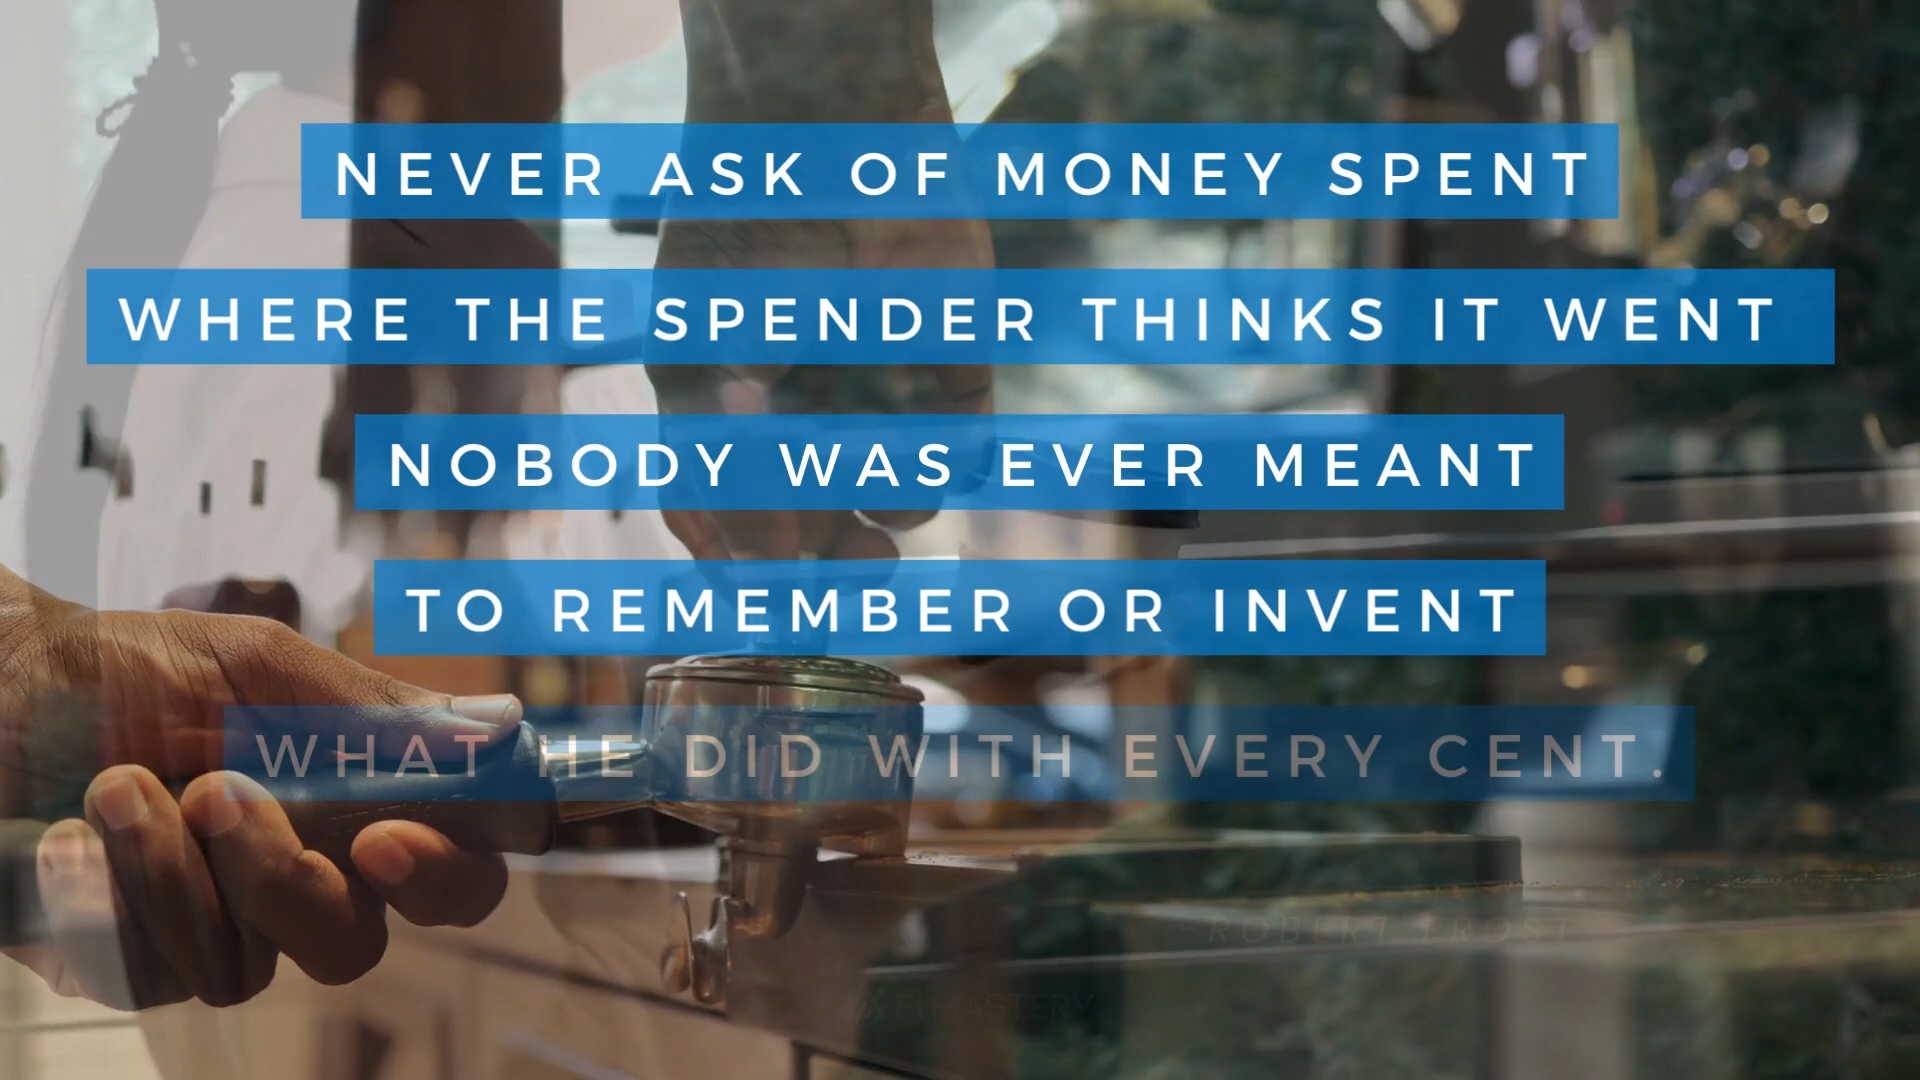 NEVER ASK OF MONEY SPENT
WHERE THE SPENDER THINKS IT WENT
NOBODY WAS EVER MEANT
TO REMEMBER OR INVENT
WHAT HE DID WITH EVERY CENT.
- ROBERT FROST
FIMASTERY